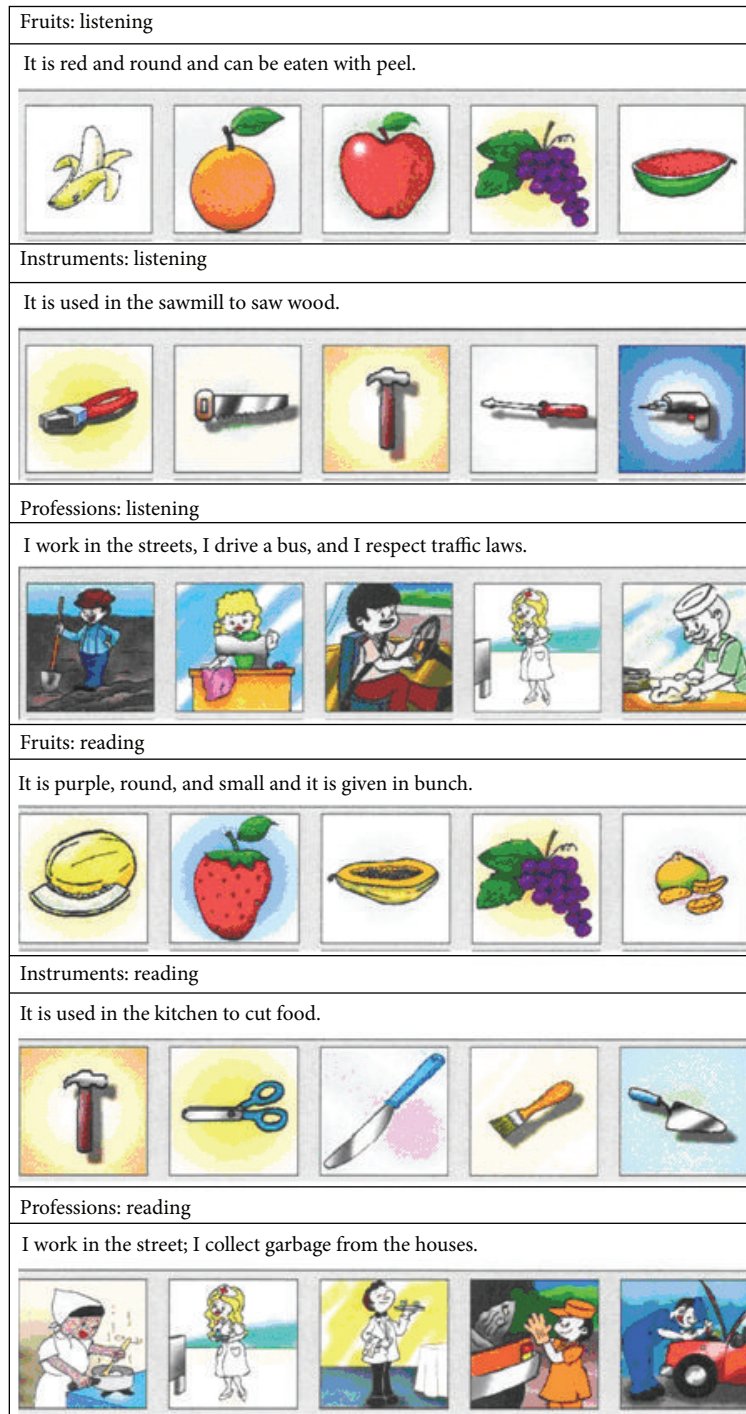 Fruits: listening
It is red and round and can be eaten with peel.
Instruments: listening
It is used in the sawmill to saw wood.
Professions: listening
I work in the streets, I drive a bus, and I respect traffic laws.
Fruits: reading
It is purple, round, and small and it is given in bunch.
Instruments: reading
It is used in the kitchen to cut food.
Professions: reading
I work in the street; I collect garbage from the houses.